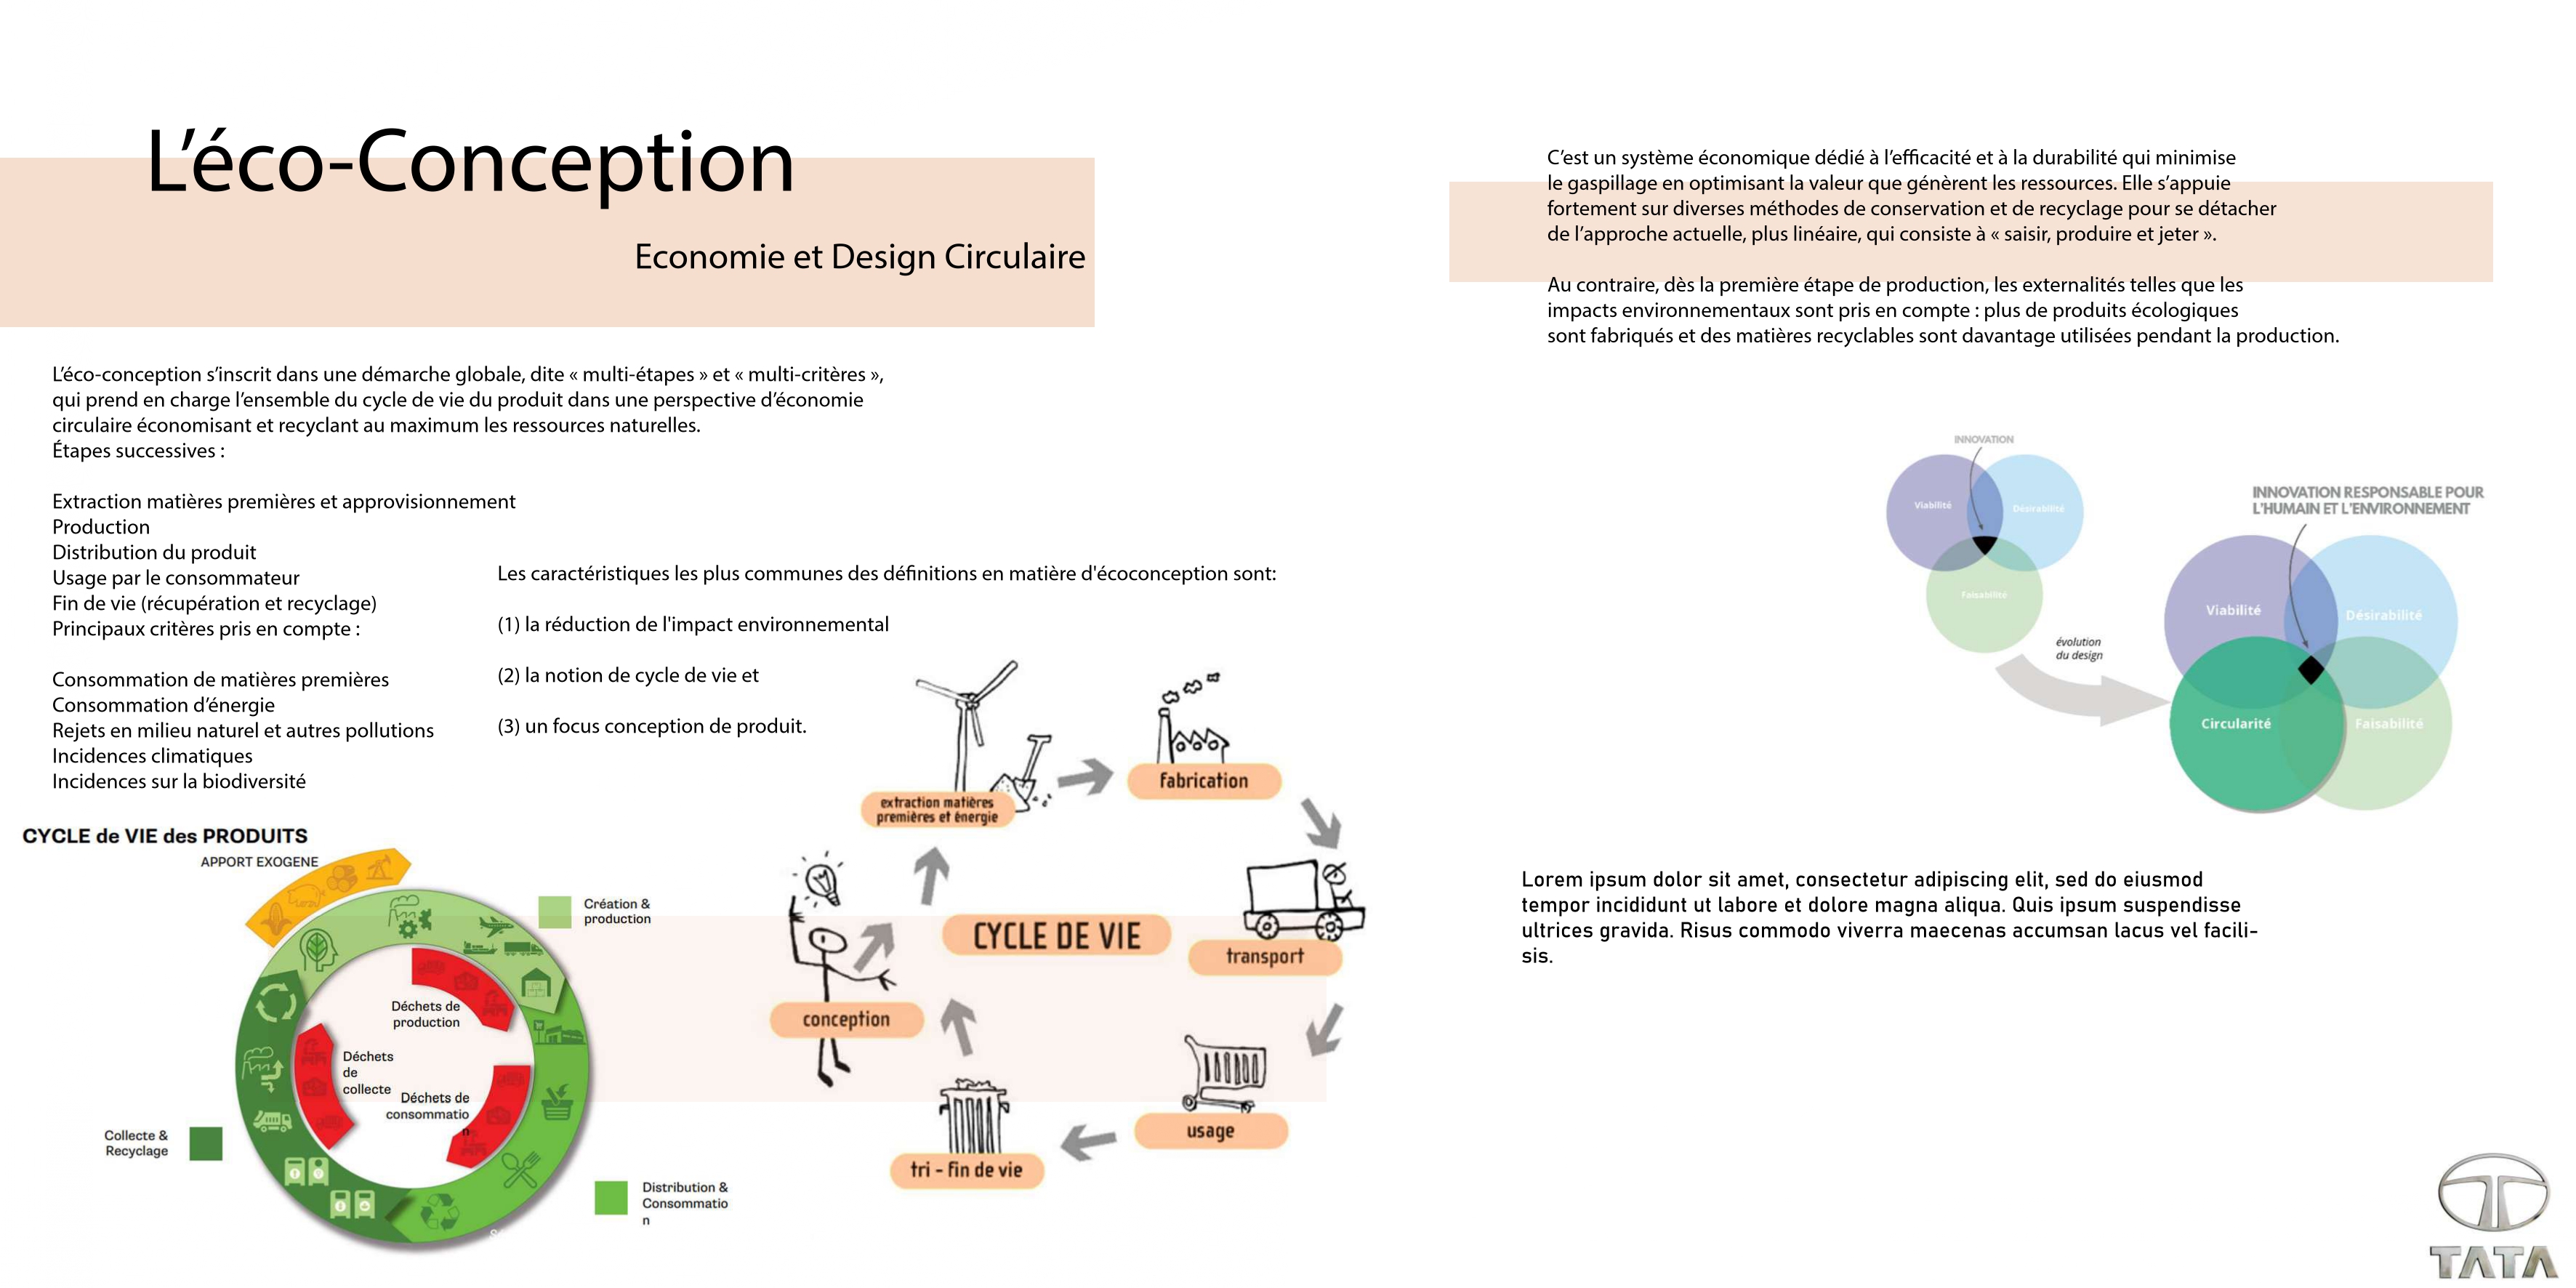 L’éco-Conception
Economie et Design Circulaire
L’éco-conception s’inscrit dans une démarche globale, dite « multi-étapes » et « multi-critères »,
qui prend en charge l’ensemble du cycle de vie du produit dans une perspective d’économie
circulaire économisant et recyclant au maximum les ressources naturelles.
Étapes successives :
Extraction matières premières et approvisionnement
Production
Distribution du produit
Usage par le consommateur
Fin de vie (récupération et recyclage)
Principaux critères pris en compte :
Consommation de matières premières
Consommation d’énergie
Rejets en milieu naturel et autres pollutions
Incidences climatiques
Incidences sur la biodiversité
Les caractéristiques les plus communes des définitions en matière d'écoconception sont:
(1) la réduction de l'impact environnemental
(2) la notion de cycle de vie et
(3) un focus conception de produit.
CYCLE de VIE des PRODUITS
APPORT EXOGENE
Création &
production
Déchets de
production
Déchets
de
collecte
Déchets de
consommatio
n
Collecte &
Recyclage
Distribution &
Consommatio
n
extraction matières
premières et énergie
fabrication
CYCLE DE VIE
transport
conception
usage
tri - fin de vie
C’est un système économique dédié à l’efficacité et à la durabilité qui minimise
le gaspillage en optimisant la valeur que génèrent les ressources. Elle s’appuie
fortement sur diverses méthodes de conservation et de recyclage pour se détacher
de l’approche actuelle, plus linéaire, qui consiste à « saisir, produire et jeter ».
Au contraire, dès la première étape de production, les externalités telles que les
impacts environnementaux sont pris en compte : plus de produits écologiques
sont fabriqués et des matières recyclables sont davantage utilisées pendant la production.
INNOVATION
Viabilité
Désirabilité
Faisabilité
évolution
du design
INNOVATION RESPONSABLE POUR
L'HUMAIN ET L'ENVIRONNEMENT
Viabilité
Désirabilité
Circularité
Faisabilité
Lorem ipsum dolor sit amet, consectetur adipiscing elit, sed do eiusmod
tempor incididunt ut labore et dolore magna aliqua. Quis ipsum suspendisse
ultrices gravida. Risus commodo viverra maecenas accumsan lacus vel facili-
sis.
TATA